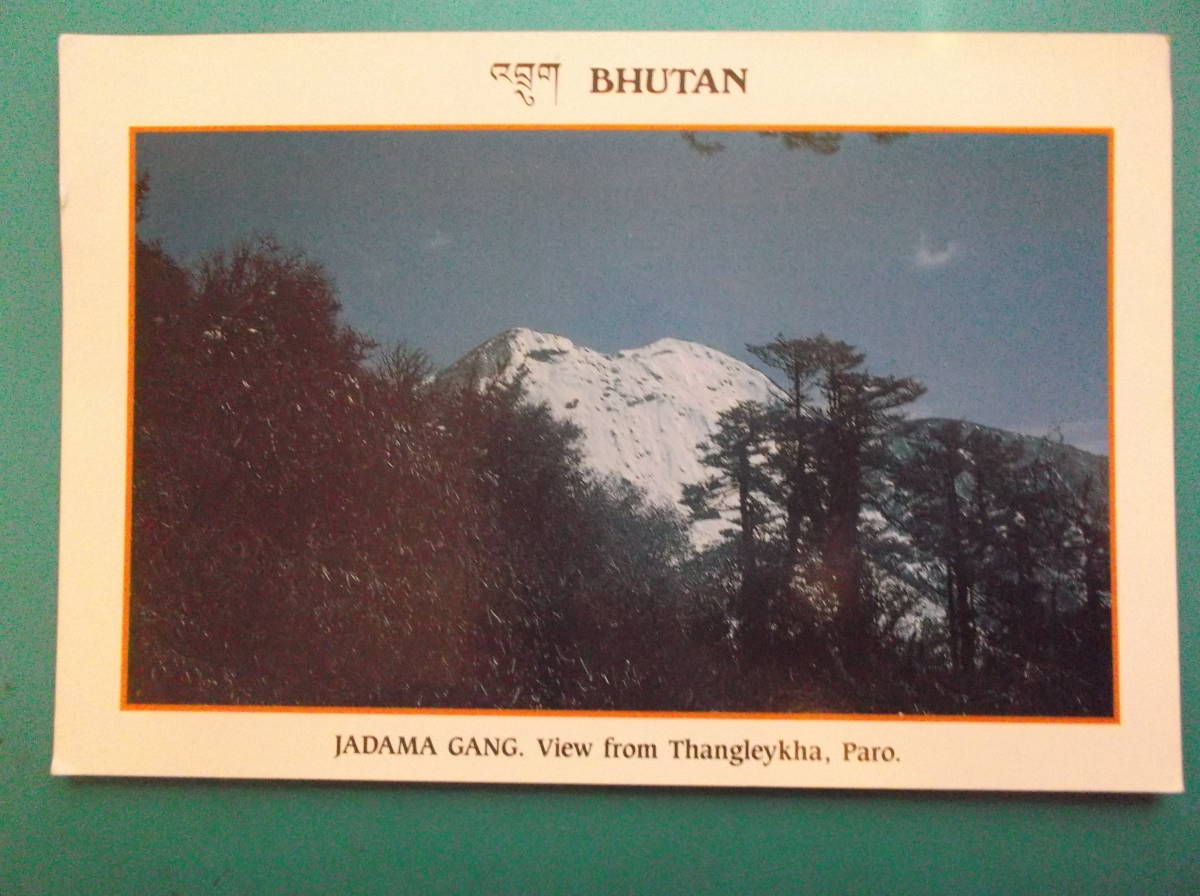 འབྲུག BHUTAN
JADAMA GANG. View from Thangleykha, Paro.